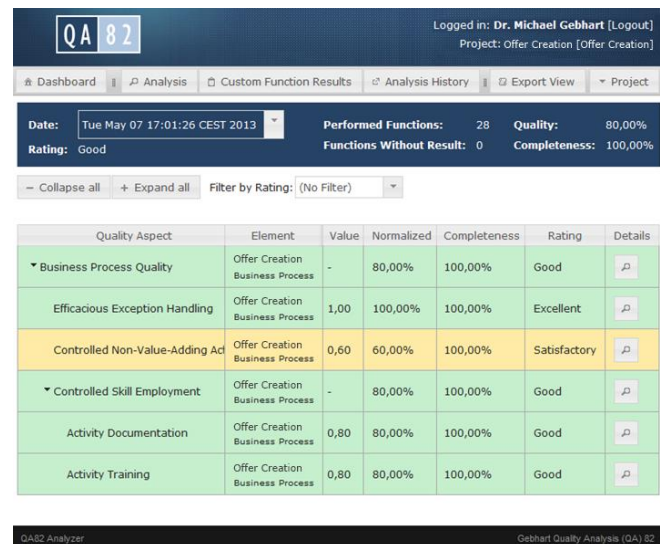 QA 82
Logged in: Dr. Michael Gebhart [Logout]
Project: Offer Creation [Offer Creation]
Dashboard Analysis Custom Function Results Analysis History Export View Project
Date: Tue May 07 17:01:26 CEST 2013 Performed Functions: 28 Quality: 80,00%
Rating: Good Functions Without Result: 0 Completeness: 100,00%
− Collapse all + Expand all Filter by Rating: (No Filter)
Quality Aspect Element Value Normalized Completeness Rating Details
Business Process Quality Offer Creation Business Process - 80,00% 100,00% Good
Efficacious Exception Handling Offer Creation Business Process 1,00 100,00% 100,00% Excellent
Controlled Non-Value-Adding Act Offer Creation Business Process 0,60 60,00% 100,00% Satisfactory
Controlled Skill Employment Offer Creation Business Process - 80,00% 100,00% Good
Activity Documentation Offer Creation Business Process 0,80 80,00% 100,00% Good
Activity Training Offer Creation Business Process 0,80 80,00% 100,00% Good
QA82 Analyzer Gebhart Quality Analysis (QA) 82